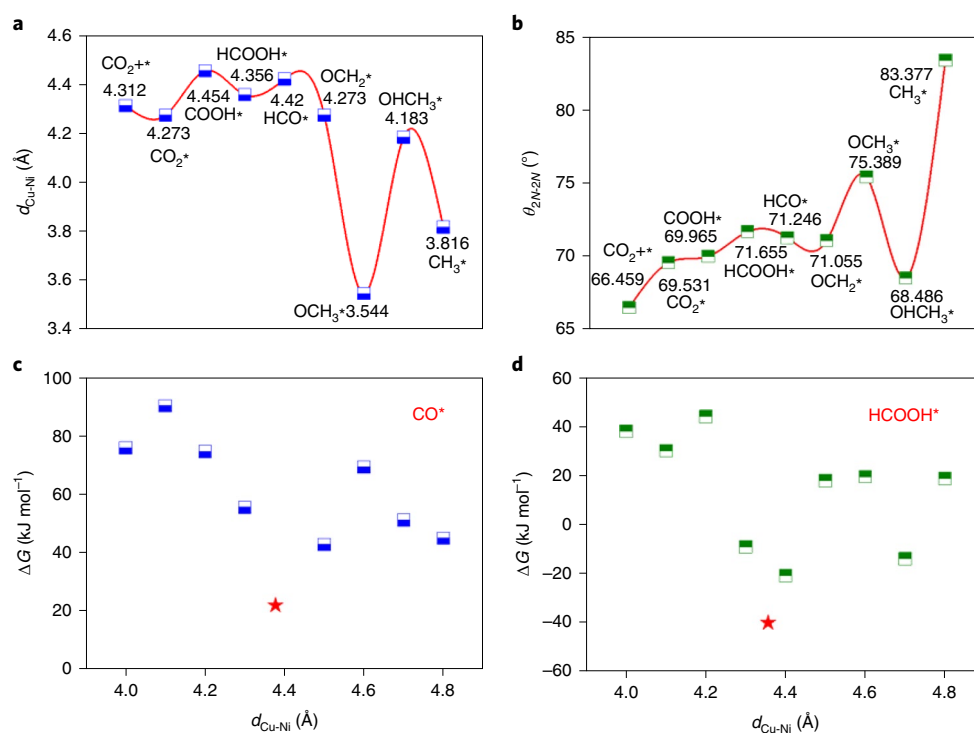 a
4.6
4.4
4.2
4.0
3.8
3.6
3.4
d Cu-Ni (Å)
CO2+*
4.312
4.273
CO2*
4.454
COOH*
HCOOH*
4.356
4.42
HCO*
OCH2*
4.273
OCH3*3.544
OHCH3*
4.183
3.816
CH3*
b
85
80
75
70
65
θ2N-2N (°)
CO2+*
66.459
69.531
CO2*
COOH*
69.965
71.655
HCOOH*
HCO*
71.246
71.055
OCH2*
OCH3*
75.389
68.486
OHCH3*
83.377
CH3*
c
100
80
60
40
20
0
ΔG (kJ mol−1)
CO*
4.0 4.2 4.4 4.6 4.8
d Cu-Ni (Å)
d
60
40
20
0
−20
−40
−60
ΔG (kJ mol−1)
HCOOH*
4.0 4.2 4.4 4.6 4.8
d Cu-Ni (Å)